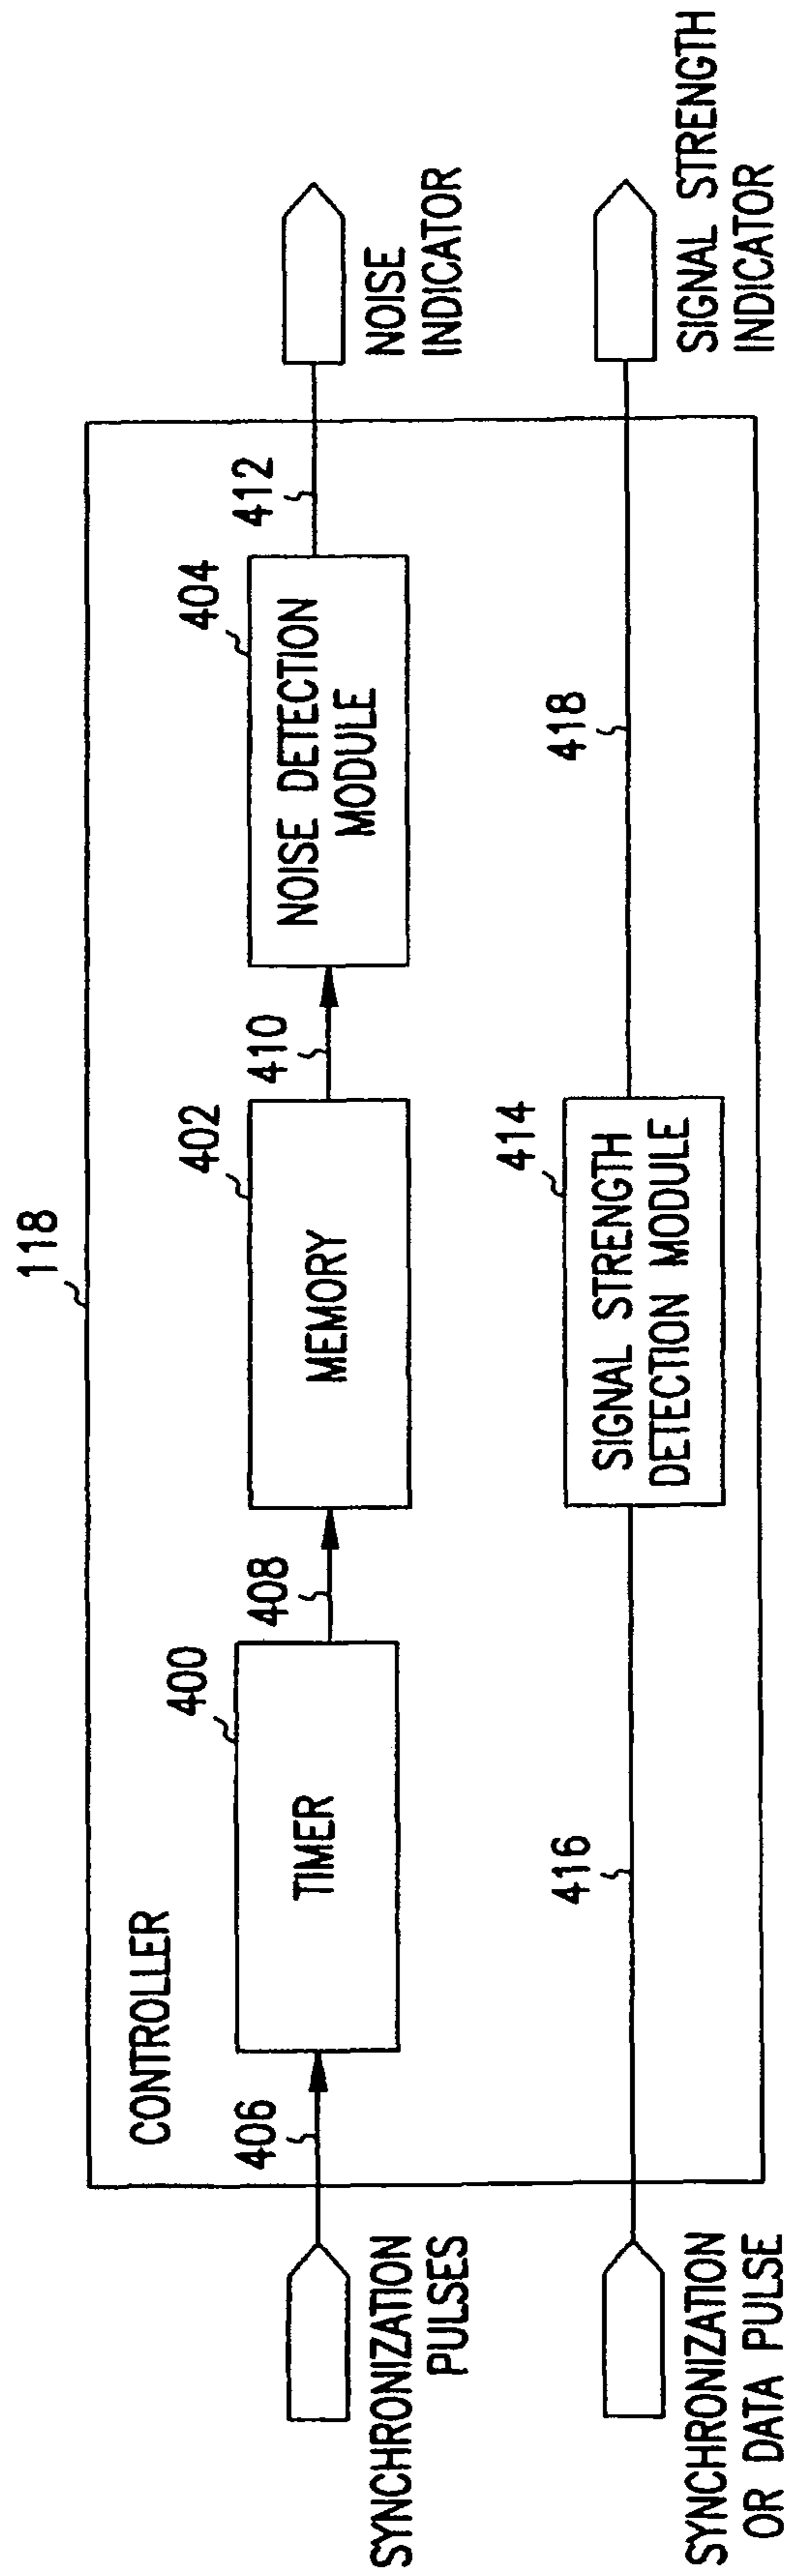 118
CONTROLLER
SYNCHRONIZATION
PULSES
406
400
TIMER
408
402
MEMORY
410
404
NOISE DETECTION
MODULE
412
NOISE
INDICATOR
SYNCHRONIZATION
OR DATA PULSE
416
414
SIGNAL STRENGTH
DETECTION MODULE
418
SIGNAL STRENGTH
INDICATOR